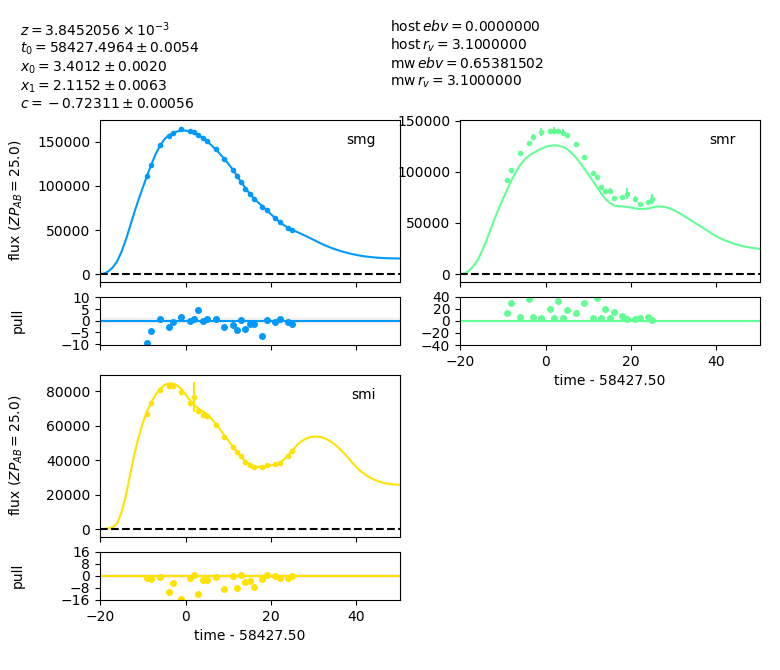 z = 3.8452056 × 10⁻³
t₀ = 58427.4964 ± 0.0054
x₀ = 3.4012 ± 0.0020
x₁ = 2.1152 ± 0.0063
c = −0.72311 ± 0.00056
host ebv = 0.0000000
host r_v = 3.1000000
mw ebv = 0.65381502
mw r_v = 3.1000000
smg
flux (ZP_AB = 25.0)
150000
100000
50000
0
pull
10
5
0
−5
−10
smr
150000
100000
50000
0
40
20
0
−20
−40
−20 0 20 40
time - 58427.50
smi
flux (ZP_AB = 25.0)
80000
60000
40000
20000
0
pull
16
8
0
−8
−16
−20 0 20 40
time - 58427.50